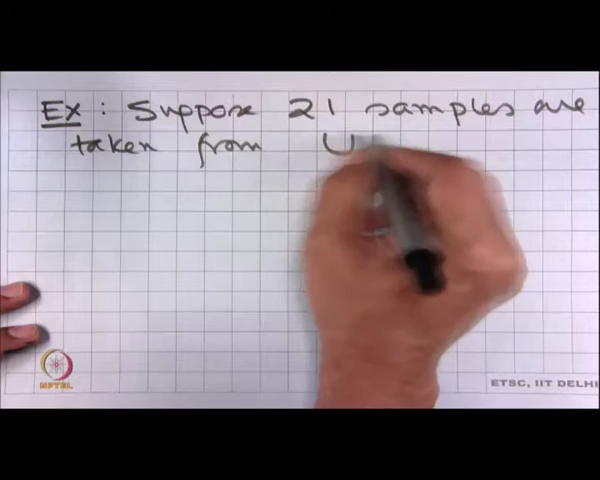 Ex : Suppose 21 samples are
taken from U
NPTEL
ETSC, IIT DELHI